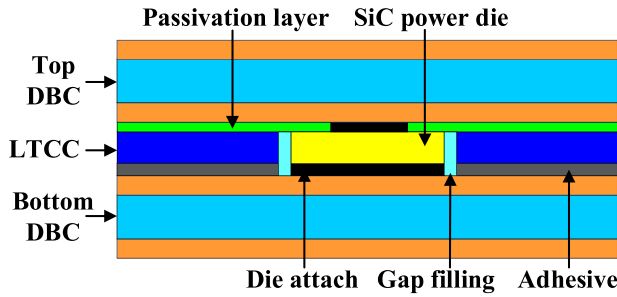 Passivation layer
SiC power die
Top
DBC
LTCC
Bottom
DBC
Die attach
Gap filling
Adhesive